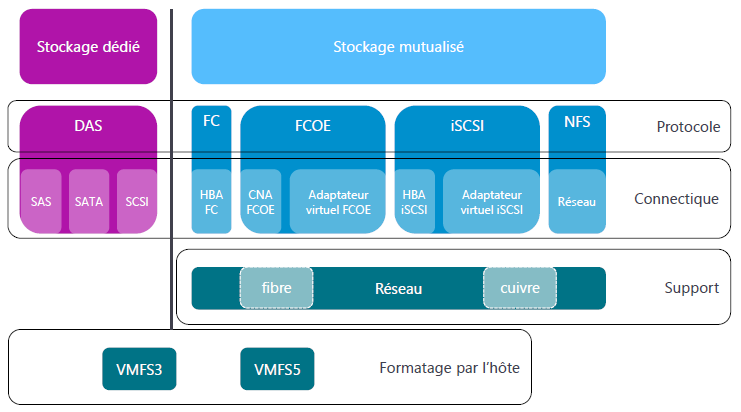 Stockage dédié
Stockage mutualisé
DAS
FC
FCOE
iSCSI
NFS
Protocole
SAS
SATA
SCSI
HBA
FC
CNA
FCOE
Adaptateur
virtuel FCOE
HBA
iSCSI
Adaptateur
virtuel iSCSI
Réseau
Connectique
fibre
Réseau
cuivre
Support
VMFS3
VMFS5
Formatage par l’hôte